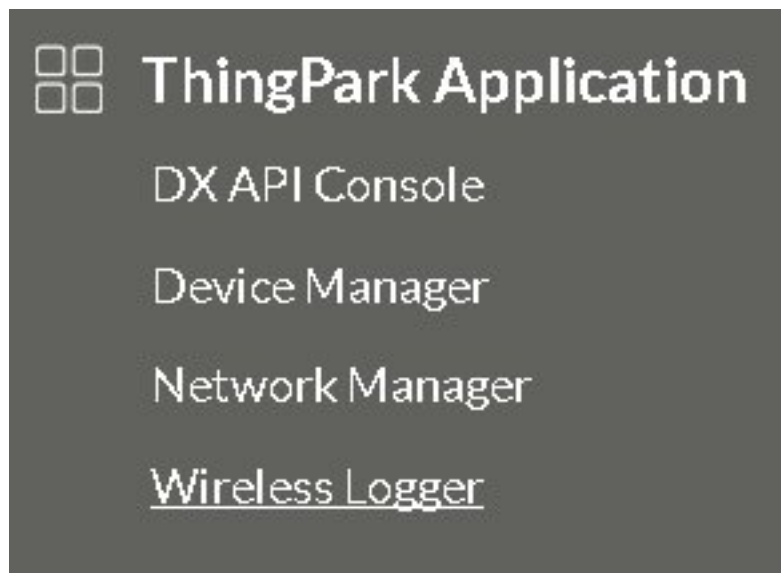 ThingPark Application
DX API Console
Device Manager
Network Manager
Wireless Logger